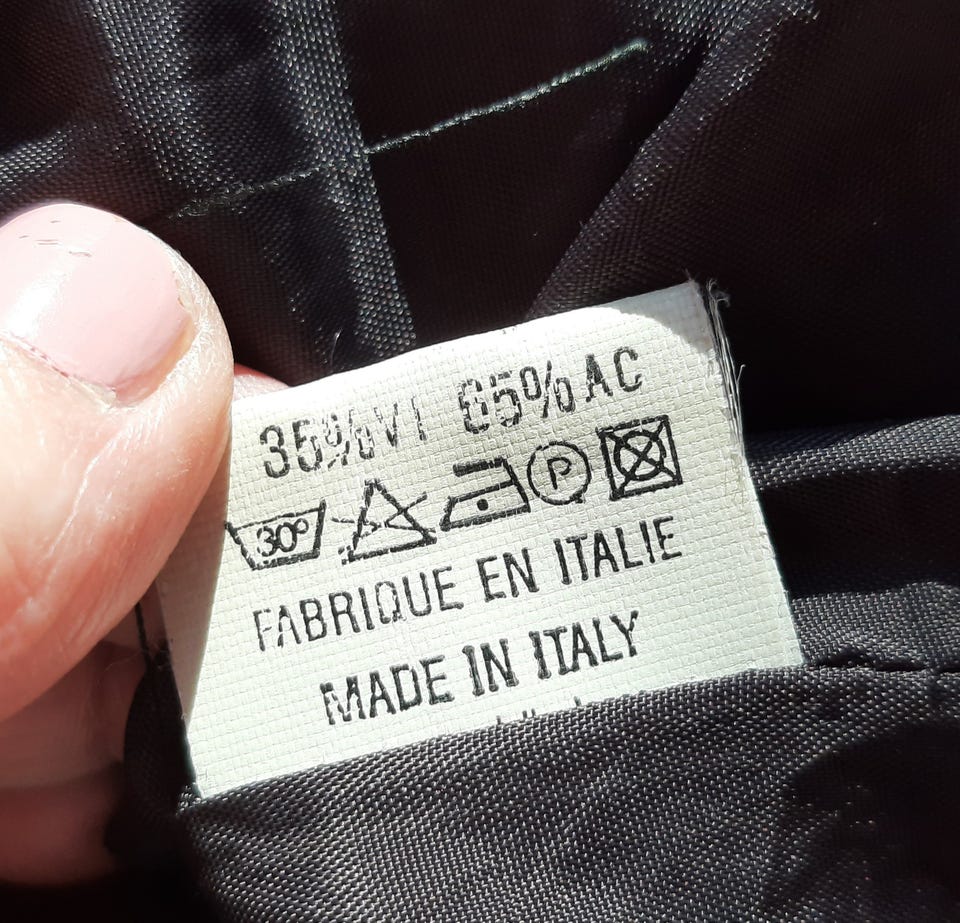 35%VI 65%AC
30°
P
FABRIQUE EN ITALIE
MADE IN ITALY